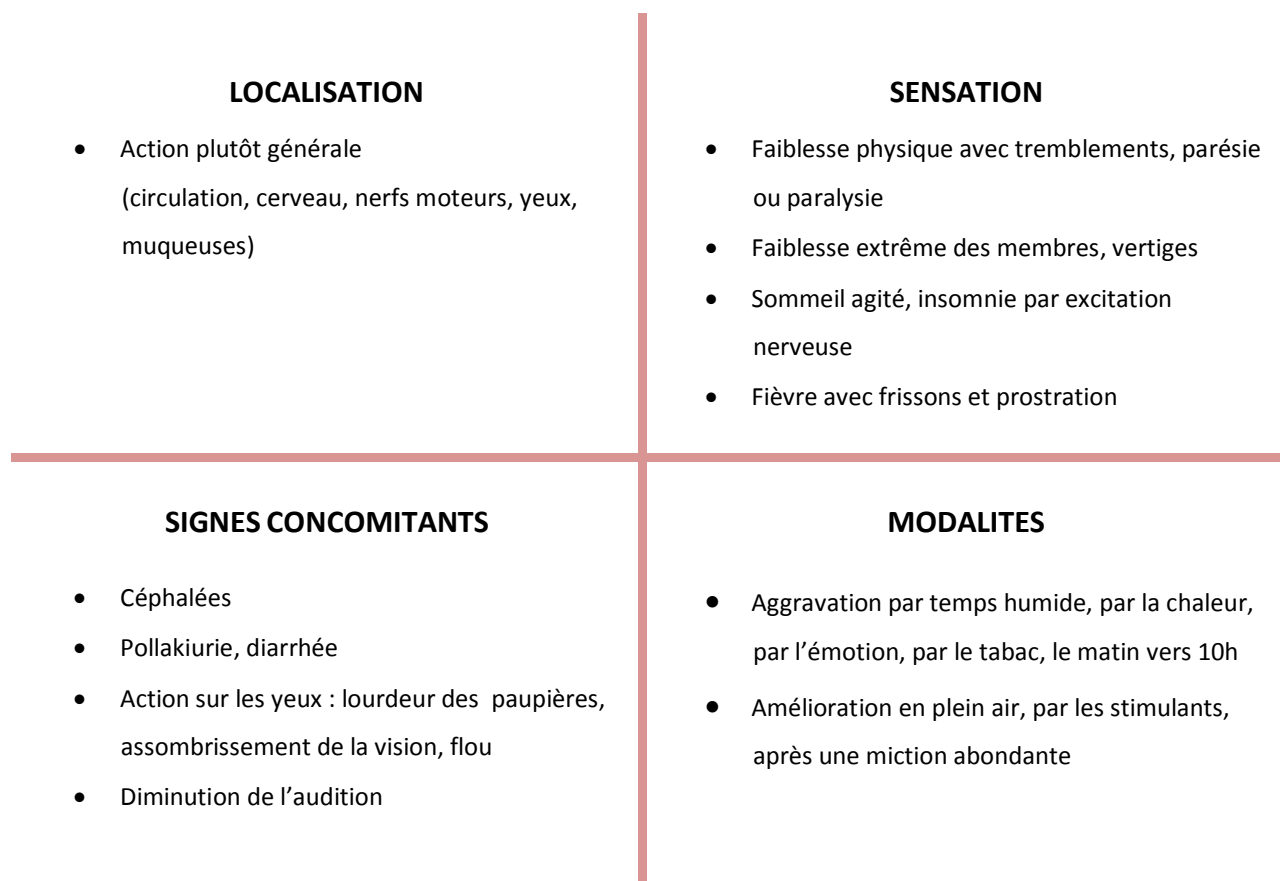 LOCALISATION
• Action plutôt générale
(circulation, cerveau, nerfs moteurs, yeux,
muqueuses)
SENSATION
• Faiblesse physique avec tremblements, parésie
ou paralysie
• Faiblesse extrême des membres, vertiges
• Sommeil agité, insomnie par excitation
nerveuse
• Fièvre avec frissons et prostration
SIGNES CONCOMITANTS
• Céphalées
• Pollakiurie, diarrhée
• Action sur les yeux : lourdeur des paupières,
assombrissement de la vision, flou
• Diminution de l’audition
MODALITES
• Aggravation par temps humide, par la chaleur,
par l’émotion, par le tabac, le matin vers 10h
• Amélioration en plein air, par les stimulants,
après une miction abondante